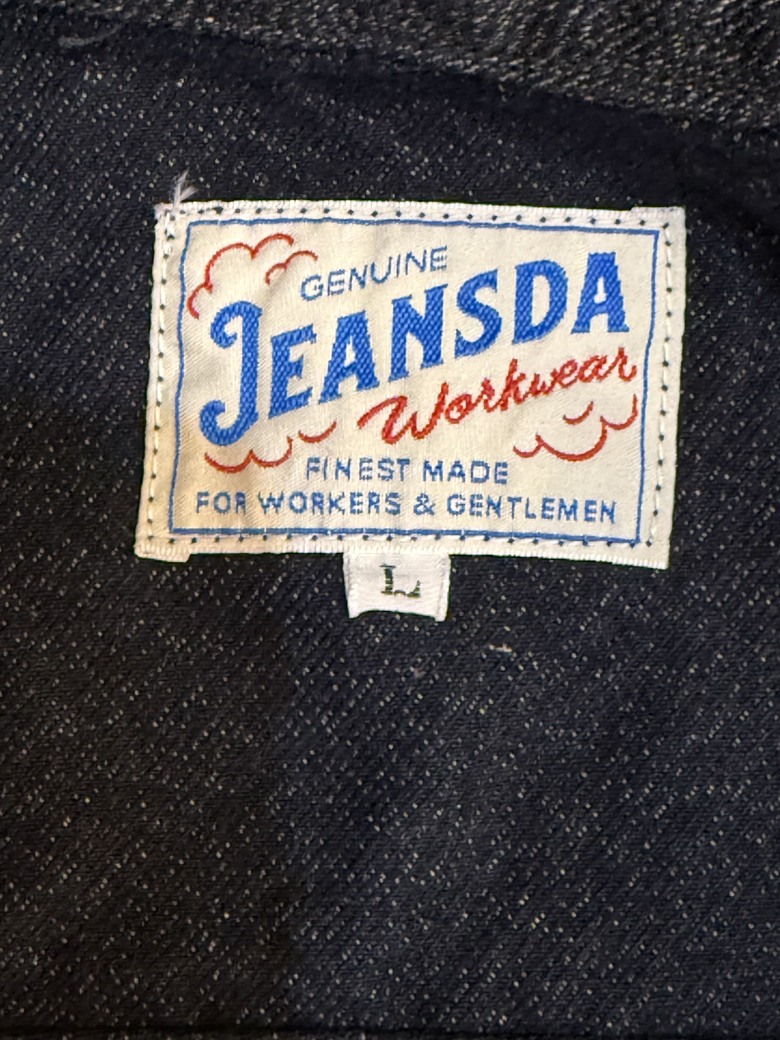 GENUINE
JEANSDA
Workwear
FINEST MADE
FOR WORKERS & GENTLEMEN
L